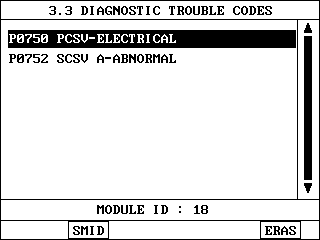 3.3 DIAGNOSTIC TROUBLE CODES
P0750 PCSV-ELECTRICAL
P0752 SCSV A-ABNORMAL
MODULE ID : 18
SMID
ERAS